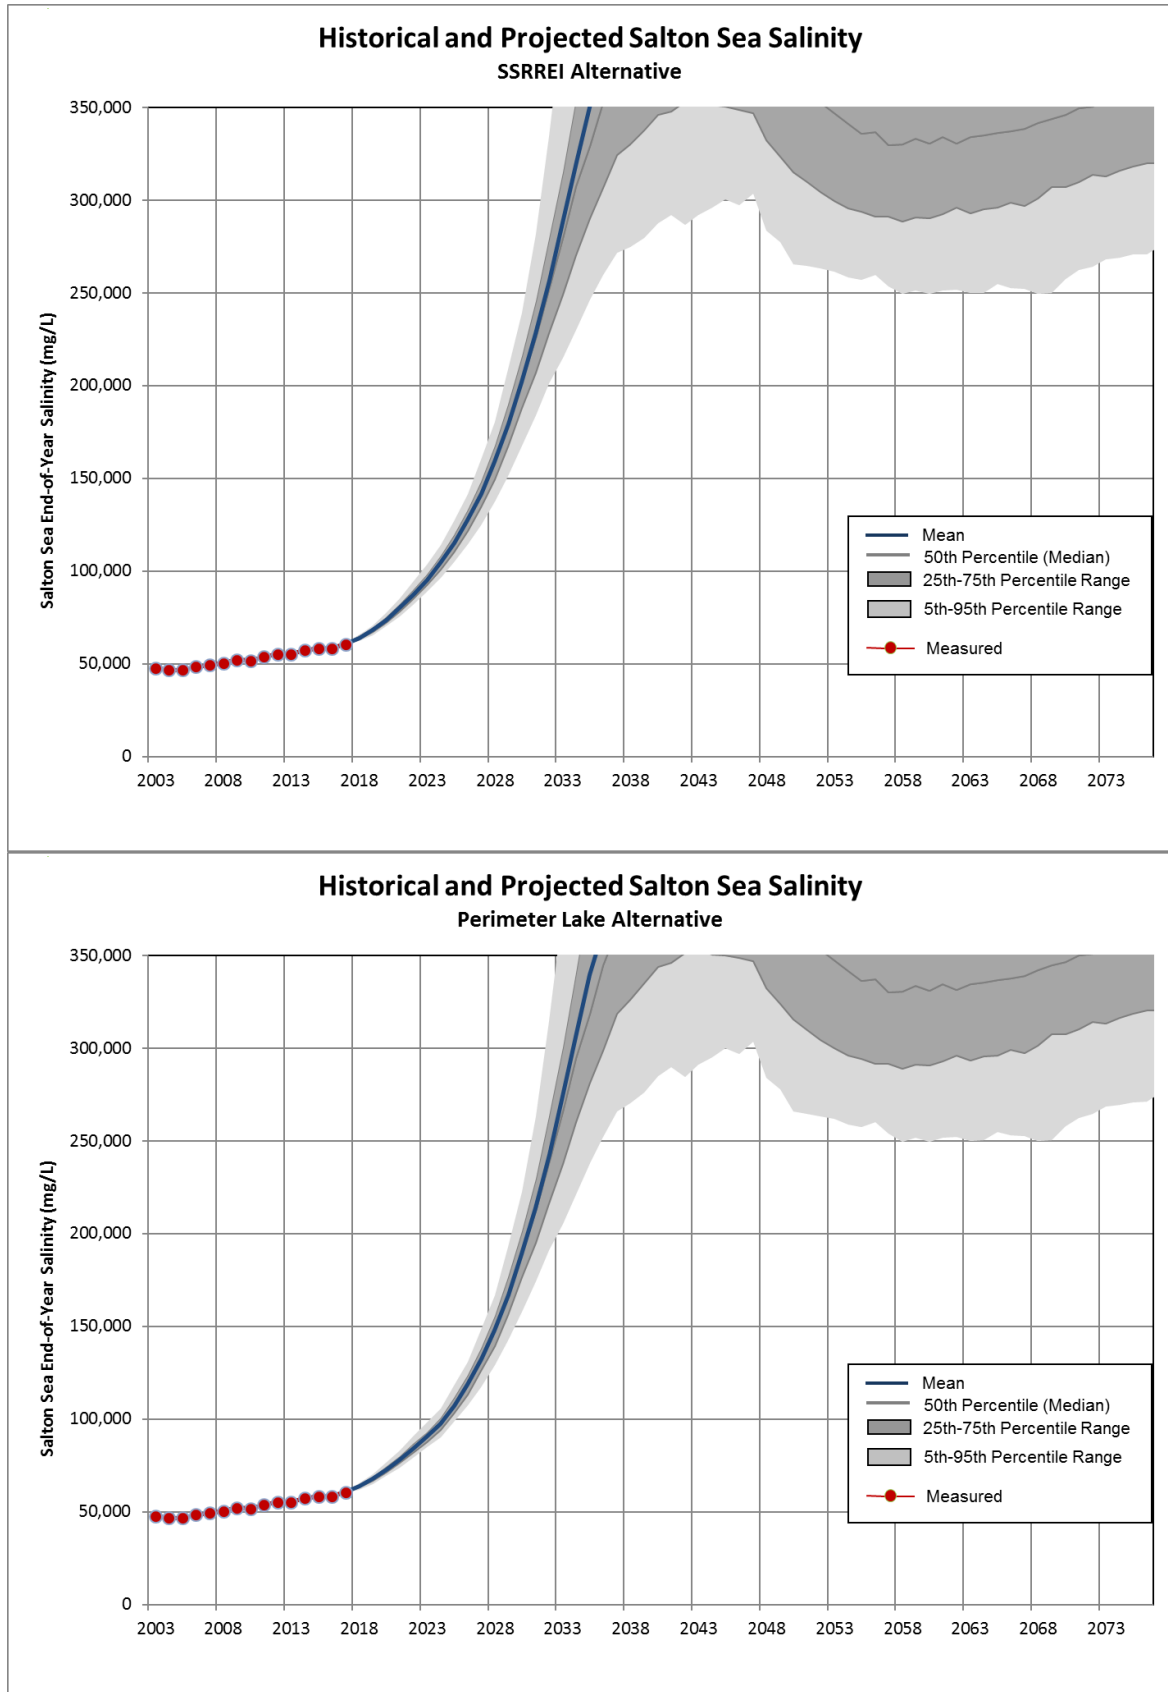 Historical and Projected Salton Sea Salinity
SSRREI Alternative
Salton Sea End-of-Year Salinity (mg/L)
350,000
300,000
250,000
200,000
150,000
100,000
50,000
0
2003 2008 2013 2018 2023 2028 2033 2038 2043 2048 2053 2058 2063 2068 2073
Mean
50th Percentile (Median)
25th-75th Percentile Range
5th-95th Percentile Range
Measured
Historical and Projected Salton Sea Salinity
Perimeter Lake Alternative
Salton Sea End-of-Year Salinity (mg/L)
350,000
300,000
250,000
200,000
150,000
100,000
50,000
0
2003 2008 2013 2018 2023 2028 2033 2038 2043 2048 2053 2058 2063 2068 2073
Mean
50th Percentile (Median)
25th-75th Percentile Range
5th-95th Percentile Range
Measured